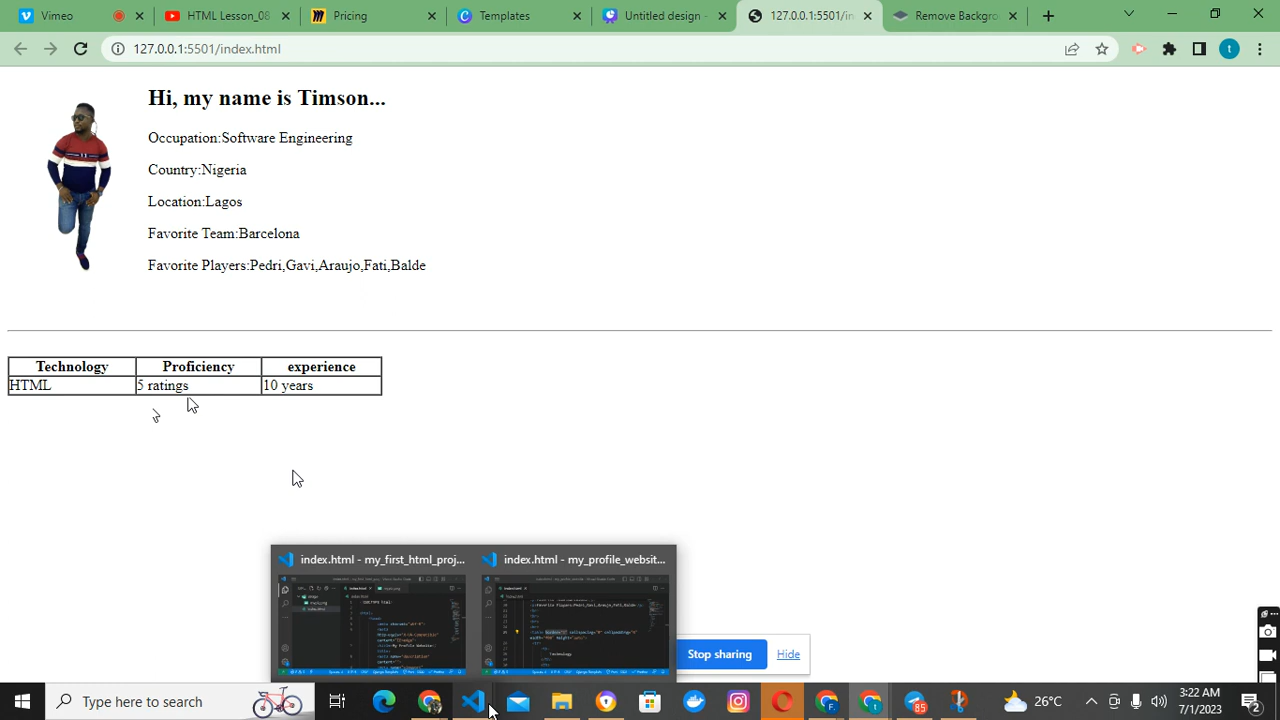 Vimeo
HTML Lesson_08
Pricing
Templates
Untitled design -
127.0.0.1:5501/in
Remove Backgro
127.0.0.1:5501/index.html
t
Hi, my name is Timson...
Occupation:Software Engineering
Country:Nigeria
Location:Lagos
Favorite Team:Barcelona
Favorite Players:Pedri,Gavi,Araujo,Fati,Balde
Technology Proficiency experience
HTML 5 ratings 10 years
index.html - my_first_html_proj...
index.html - my_profile_websit...
Stop sharing
Hide
Type here to search
85
26°C
3:22 AM
7/1/2023
2